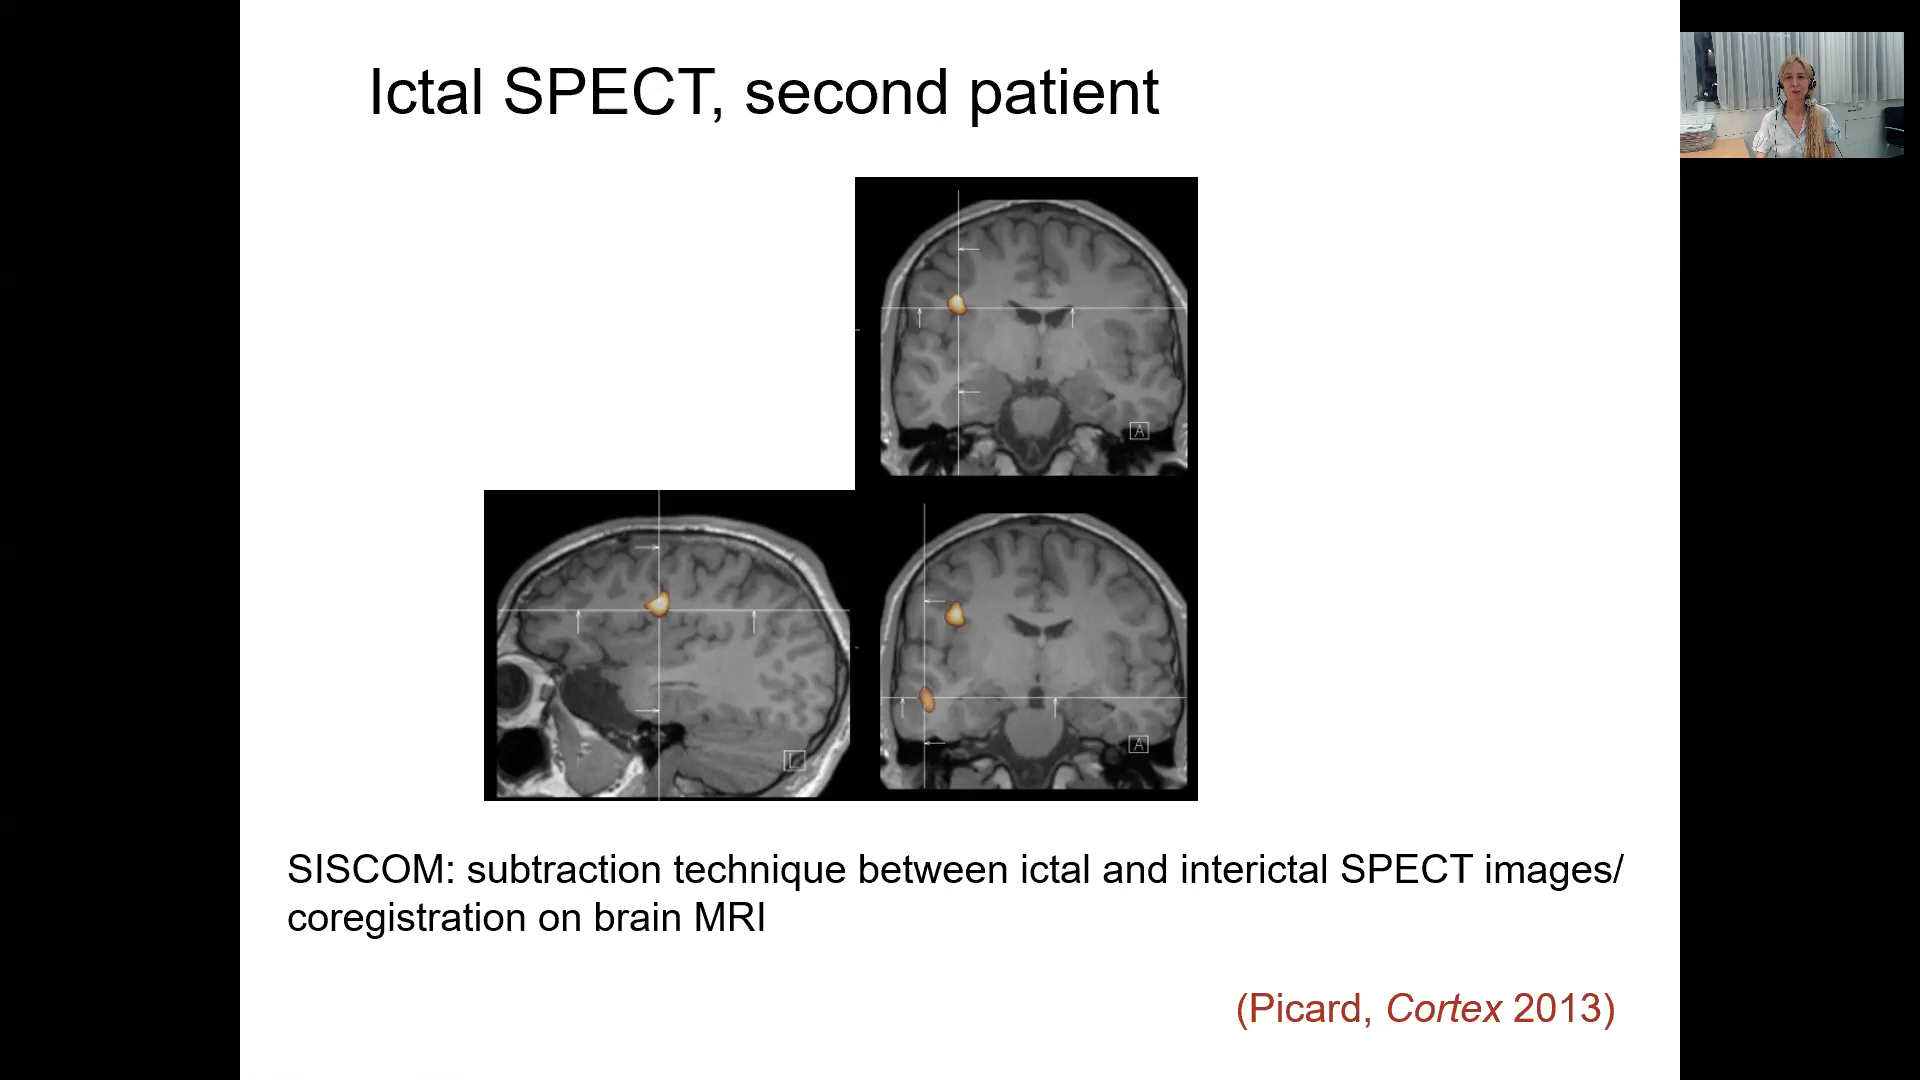 Ictal SPECT, second patient
A
L
A
SISCOM: subtraction technique between ictal and interictal SPECT images/
coregistration on brain MRI
(Picard, Cortex 2013)